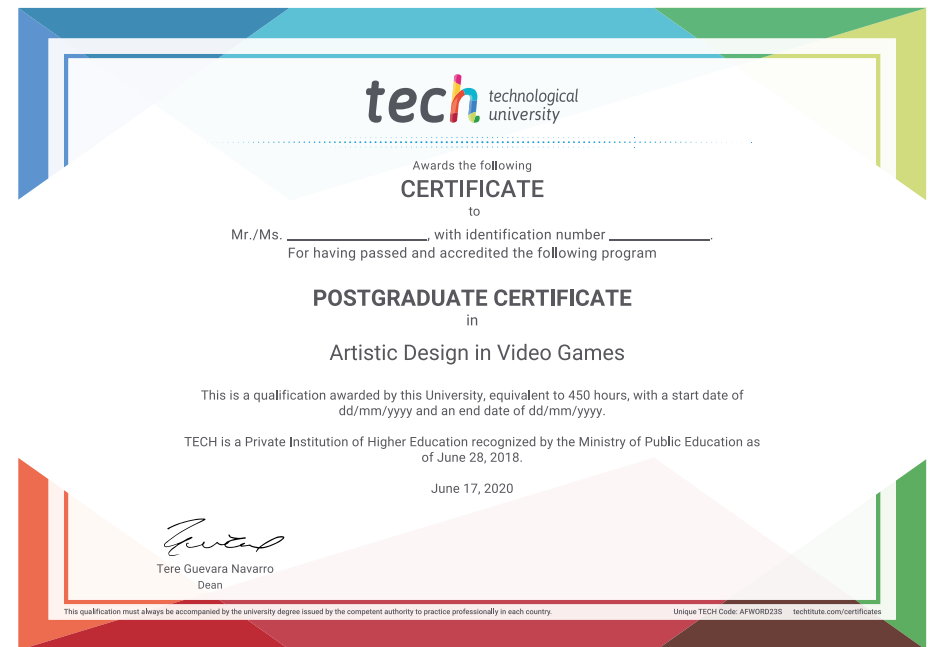 tech technological
university
Awards the following
CERTIFICATE
to
Mr./Ms. ____________________, with identification number ______________.
For having passed and accredited the following program
POSTGRADUATE CERTIFICATE
in
Artistic Design in Video Games
This is a qualification awarded by this University, equivalent to 450 hours, with a start date of
dd/mm/yyyy and an end date of dd/mm/yyyy.
TECH is a Private Institution of Higher Education recognized by the Ministry of Public Education as
of June 28, 2018.
June 17, 2020
Tere Guevara Navarro
Dean
This qualification must always be accompanied by the university degree issued by the competent authority to practice professionally in each country. Unique TECH Code: AFWORD23S techtitute.com/certificates